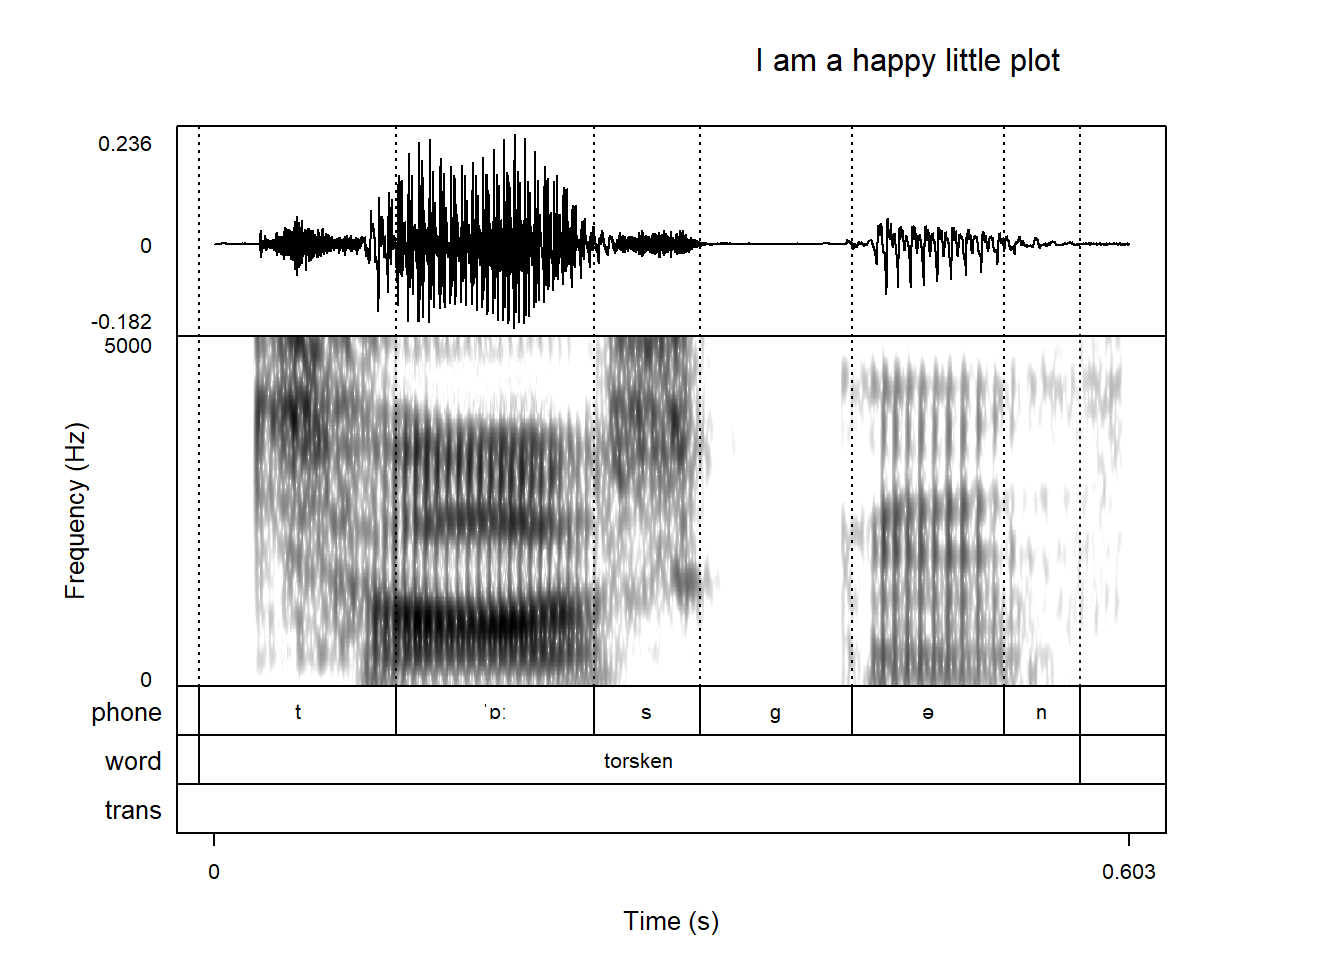 I am a happy little plot
0.236
0
-0.182
5000
Frequency (Hz)
0
phone t ˈɒː s ɡ ə n
word torsken
trans
0 0.603
Time (s)